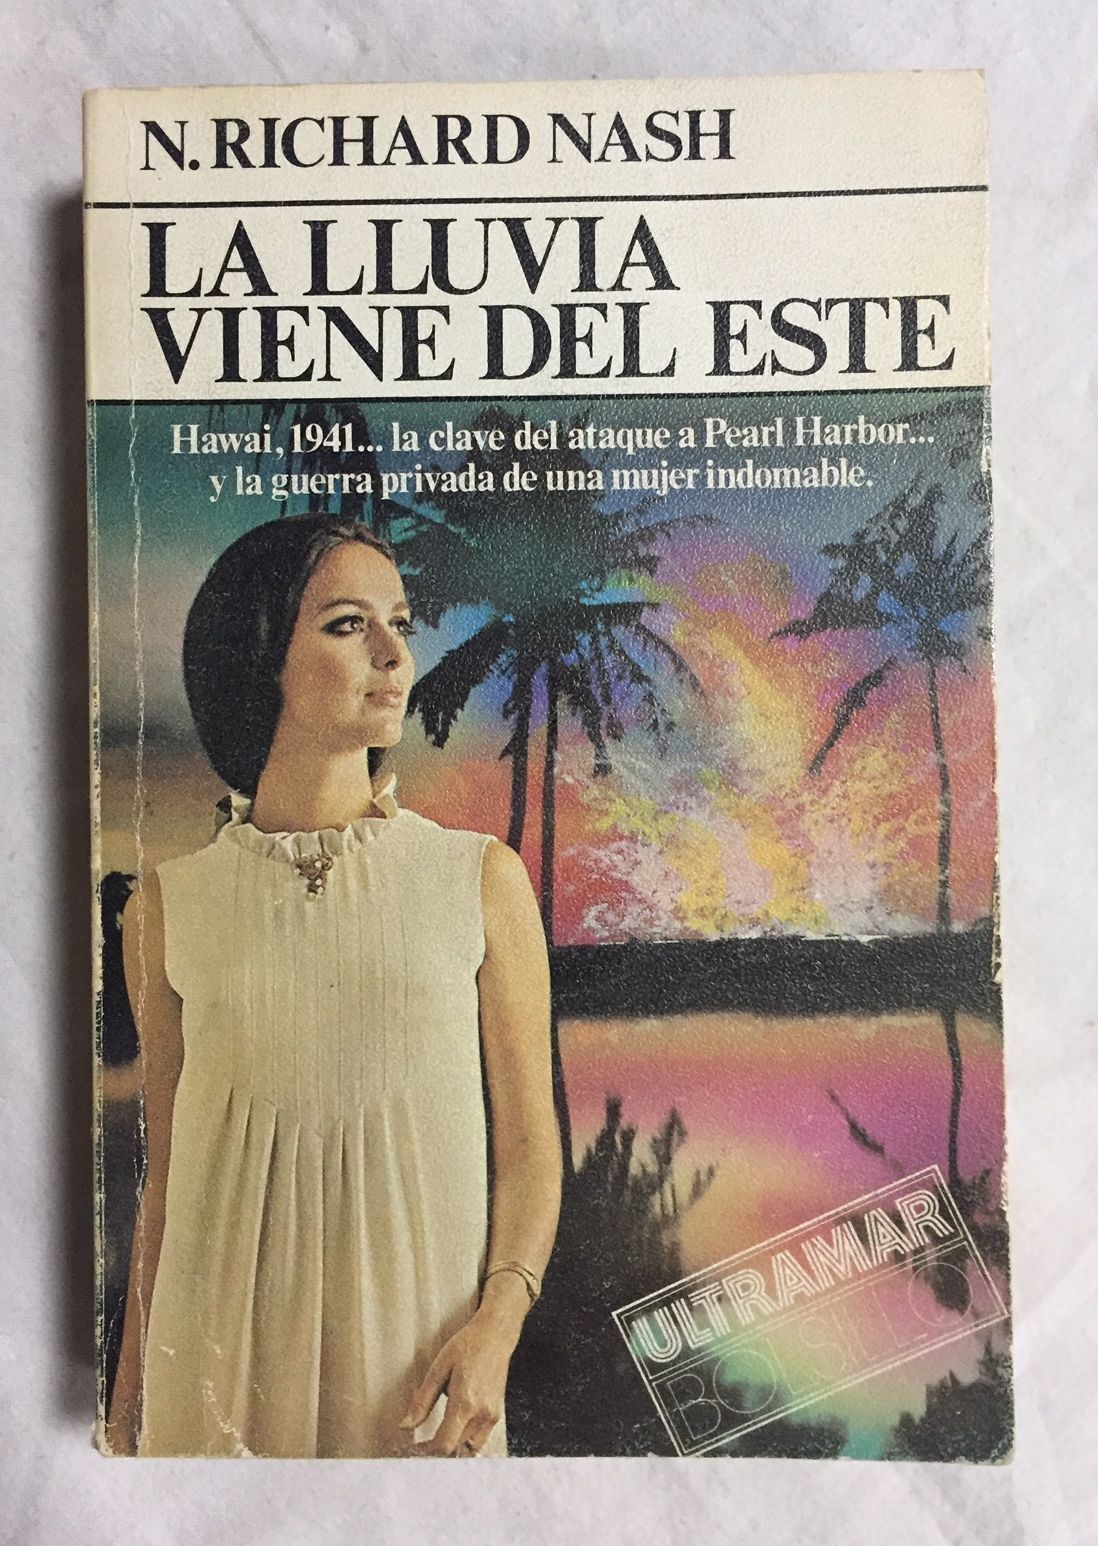 N. RICHARD NASH
LA LLUVIA
VIENE DEL ESTE
Hawai, 1941... la clave del ataque a Pearl Harbor...
y la guerra privada de una mujer indomable.
ULTRAMAR
BOLSILLO